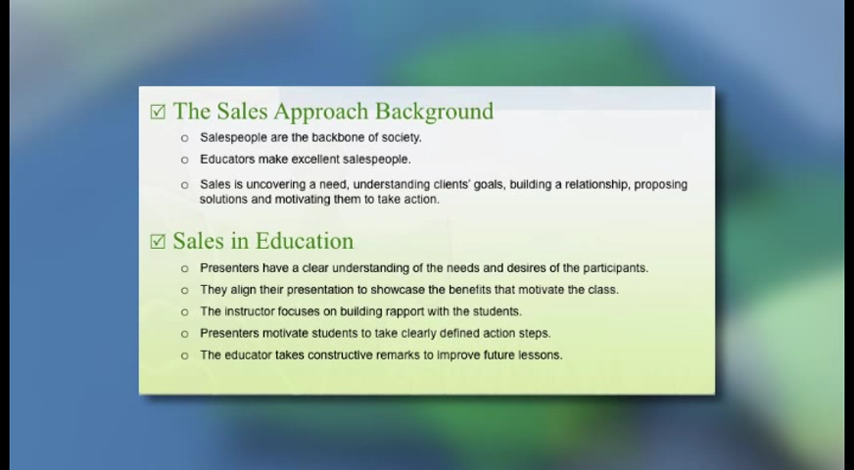 ☑ The Sales Approach Background
o Salespeople are the backbone of society.
o Educators make excellent salespeople.
o Sales is uncovering a need, understanding clients' goals, building a relationship, proposing
solutions and motivating them to take action.
☑ Sales in Education
o Presenters have a clear understanding of the needs and desires of the participants.
o They align their presentation to showcase the benefits that motivate the class.
o The instructor focuses on building rapport with the students.
o Presenters motivate students to take clearly defined action steps.
o The educator takes constructive remarks to improve future lessons.